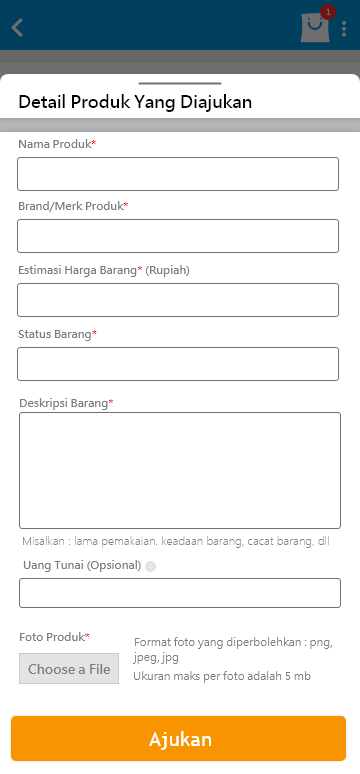 1
Detail Produk Yang Diajukan
Nama Produk*
Brand/Merk Produk*
Estimasi Harga Barang* (Rupiah)
Status Barang*
Deskripsi Barang*
Misalkan : lama pemakaian, keadaan barang, cacat barang, dll
Uang Tunai (Opsional) i
Foto Produk*
Format foto yang diperbolehkan : png,
jpeg, jpg
Choose a File
Ukuran maks per foto adalah 5 mb
Ajukan